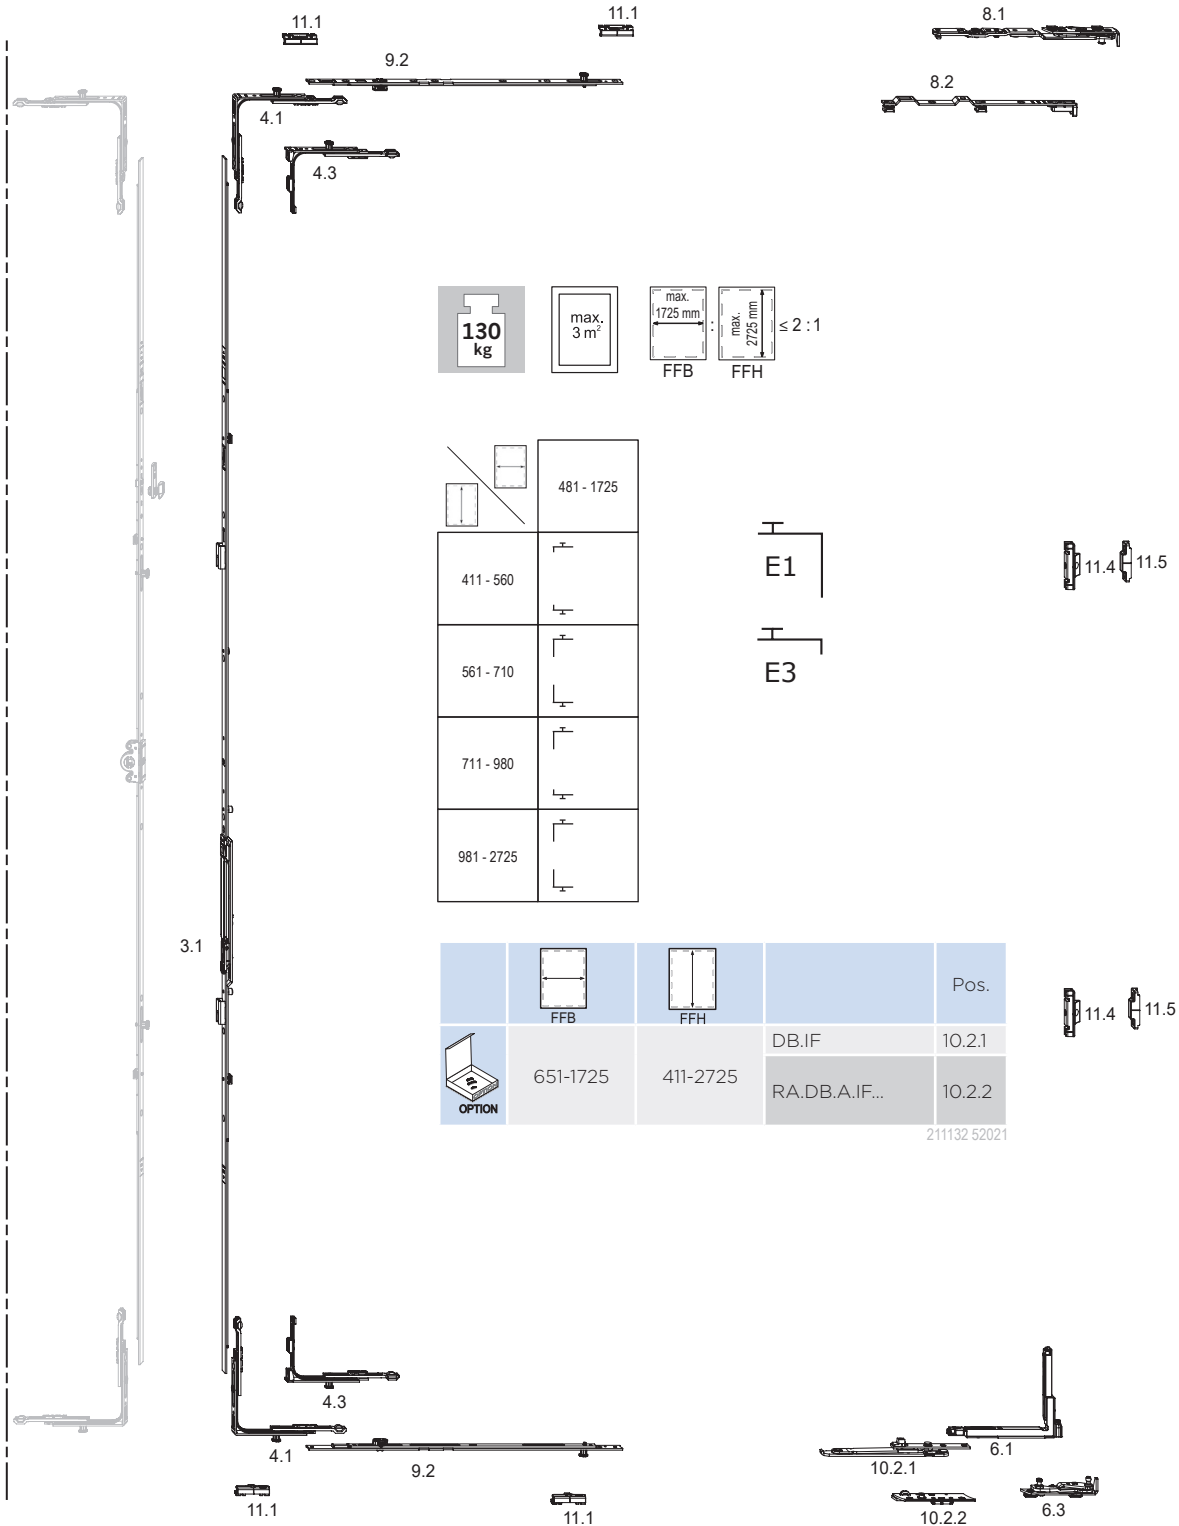 11.1
11.1
8.1
9.2
8.2
4.1
4.3
130
kg
max.
3 m²
max.
1725 mm
FFB
:
max.
2725 mm
FFH
≤ 2 : 1
481 - 1725
411 - 560
561 - 710
711 - 980
981 - 2725
E1
E3
11.4
11.5
3.1
FFB
FFH
Pos.
OPTION
651-1725
411-2725
DB.IF
10.2.1
RA.DB.A.IF...
10.2.2
211132 52021
11.4
11.5
4.3
4.1
9.2
6.1
10.2.1
11.1
11.1
10.2.2
6.3